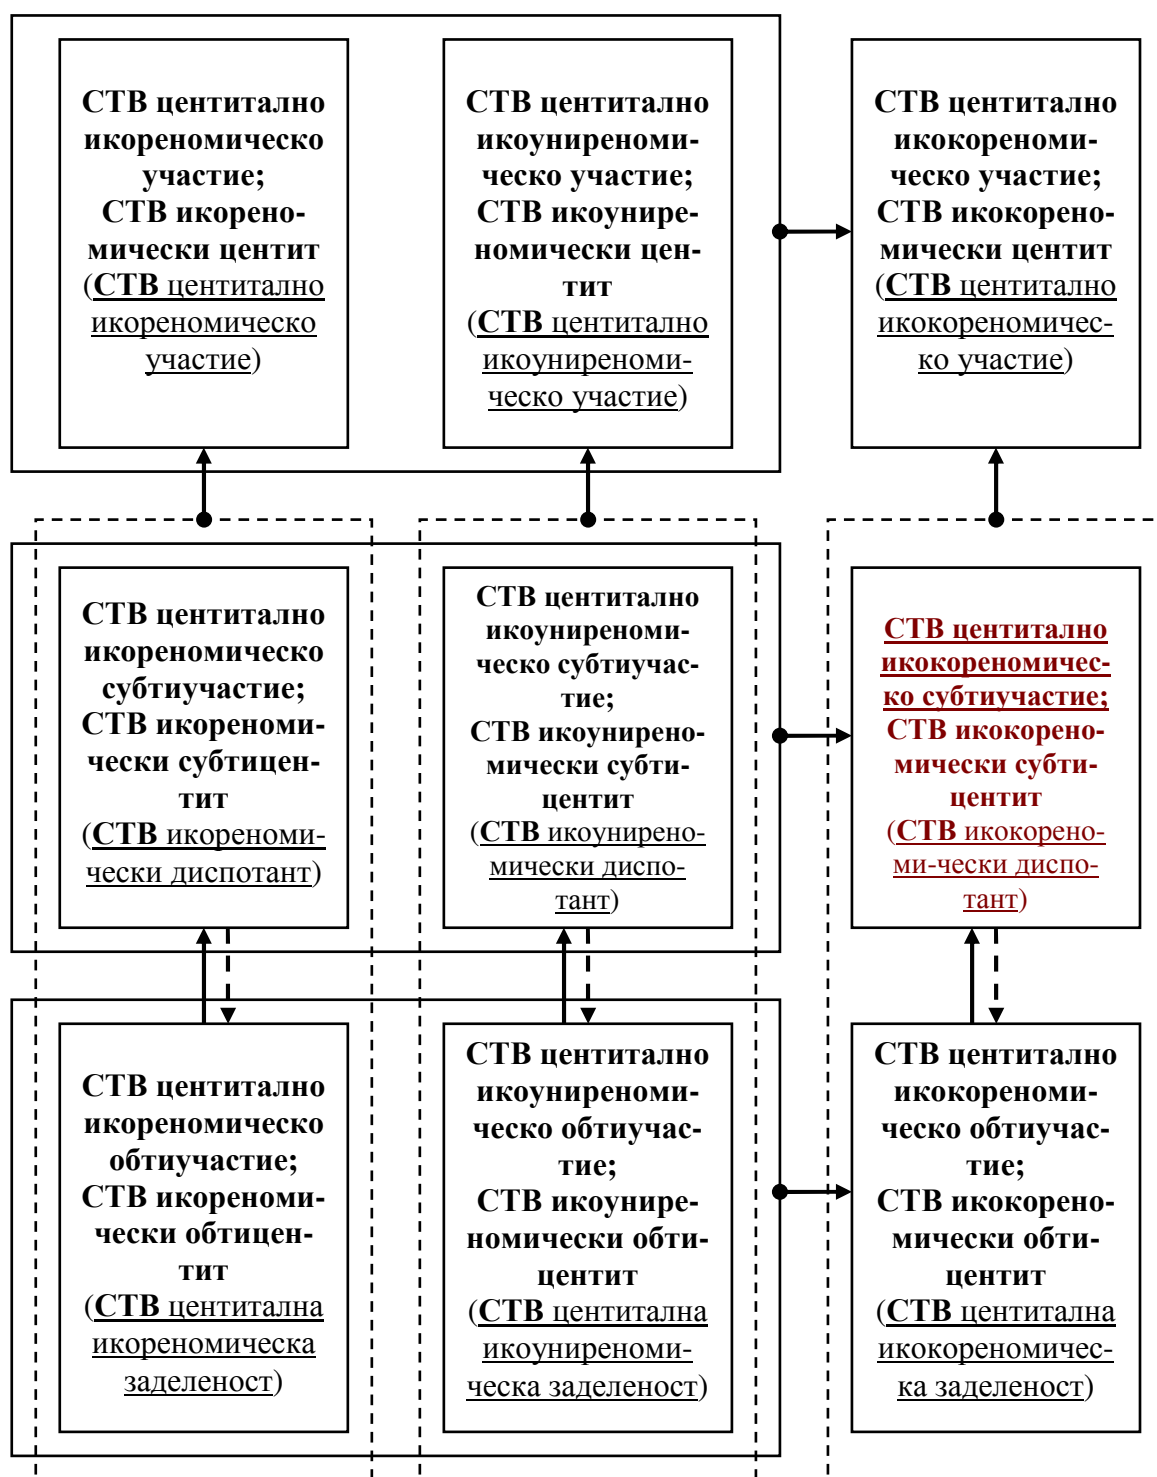 СТВ центитално
икореномическо
участие;
СТВ икорено-
мически центит
(СТВ центитално
икореномическо
участие)
СТВ центитално
икоуниреноми-
ческо участие;
СТВ икоунире-
номически цен-
тит
(СТВ центитално
икоуниреноми-
ческо участие)
СТВ центитално
икокореноми-
ческо участие;
СТВ икокорено-
мически центит
(СТВ центитално
икокореномичес-
ко участие)
СТВ центитално
икореномическо
субтиучастие;
СТВ икореноми-
чески субтицен-
тит
(СТВ икореноми-
чески диспотант)
СТВ центитално
икоуниреноми-
ческо субтиучас-
тие;
СТВ икоунирено-
мически субти-
центит
(СТВ икоунирено-
мически диспо-
тант)
СТВ центитално
икокореномичес-
ко субтиучастие;
СТВ икокорено-
мически субти-
центит
(СТВ икокорено-
ми-чески диспо-
тант)
СТВ центитално
икореномическо
обтиучастие;
СТВ икореноми-
чески обтицен-
тит
(СТВ центитална
икореномическа
заделеност)
СТВ центитално
икоуниреноми-
ческо обтиучас-
тие;
СТВ икоунире-
номически обти-
центит
(СТВ центитална
икоуниреноми-
ческа заделеност)
СТВ центитално
икокореноми-
ческо обтиучас-
тие;
СТВ икокорено-
мически обти-
центит
(СТВ центитална
икокореномичес-
ка заделеност)